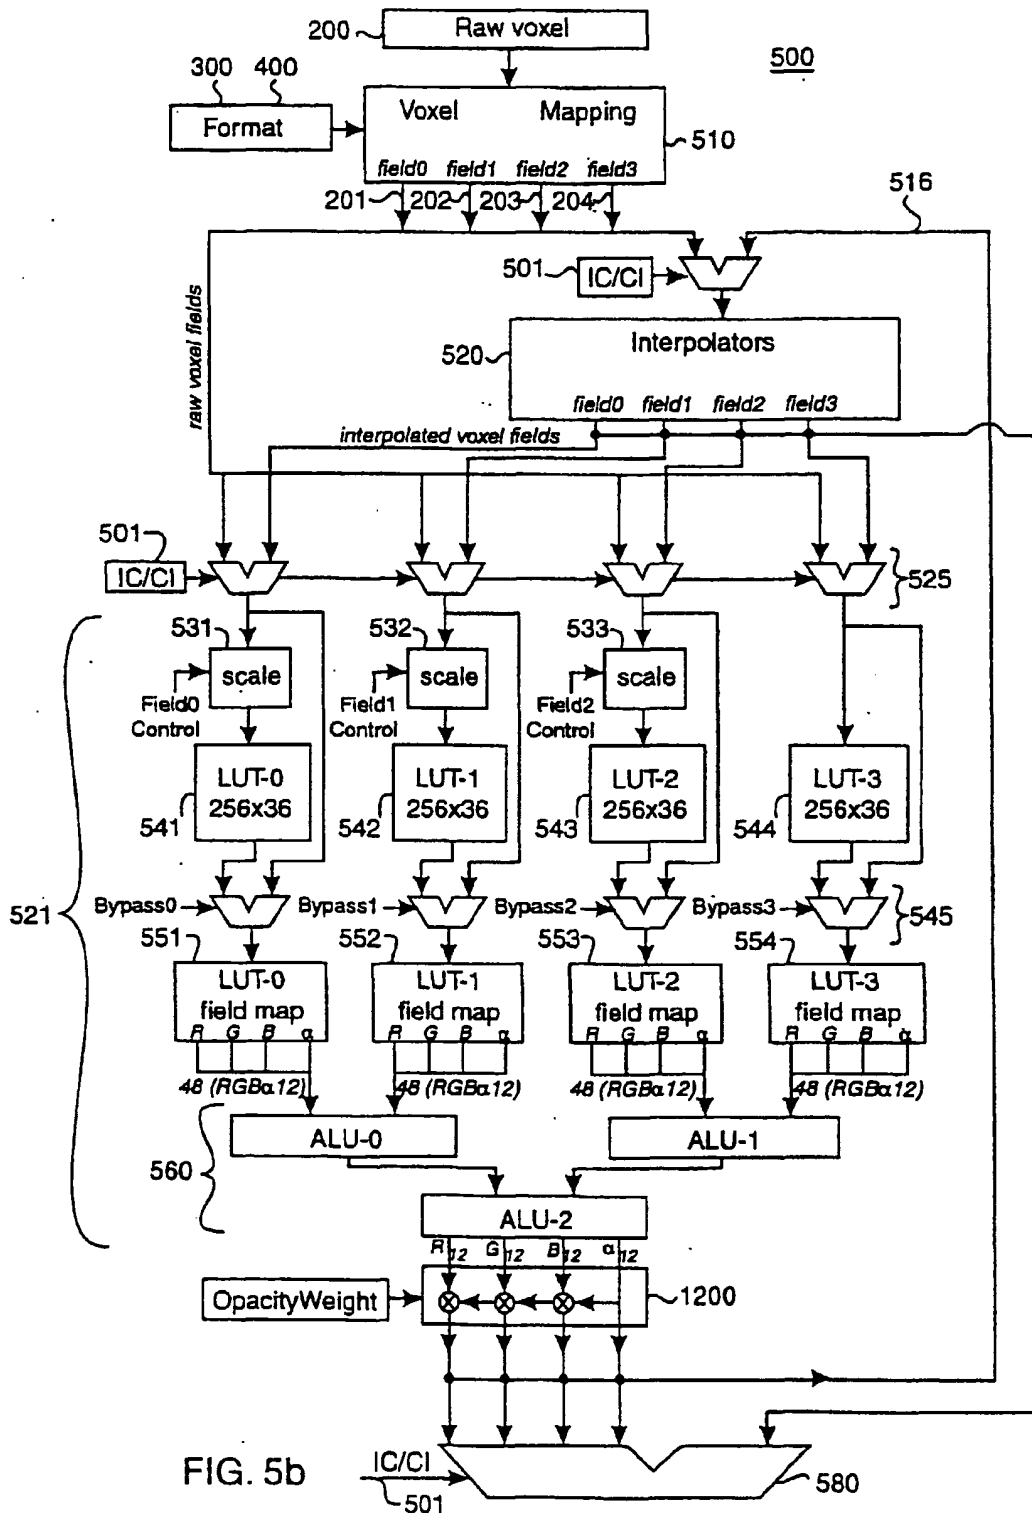 200 Raw voxel
500
300 400
Format
Voxel Mapping
510
field0 field1 field2 field3
201 202 203 204
516
501 IC/CI
raw voxel fields
520
Interpolators
field0 field1 field2 field3
interpolated voxel fields
501
IC/CI
525
531 532 533
scale scale scale
Field0 Control
Field1 Control
Field2 Control
LUT-0 256x36
LUT-1 256x36
LUT-2 256x36
LUT-3 256x36
541 542 543 544
521
Bypass0 Bypass1 Bypass2 Bypass3
545
551 552 553 554
LUT-0 field map
LUT-1 field map
LUT-2 field map
LUT-3 field map
R G B α R G B α R G B α R G B α
48 (RGBα12) 48 (RGBα12) 48 (RGBα12) 48 (RGBα12)
560
ALU-0 ALU-1
ALU-2
R 12 G 12 B 12 α 12
OpacityWeight
1200
FIG. 5b
IC/CI
501
580